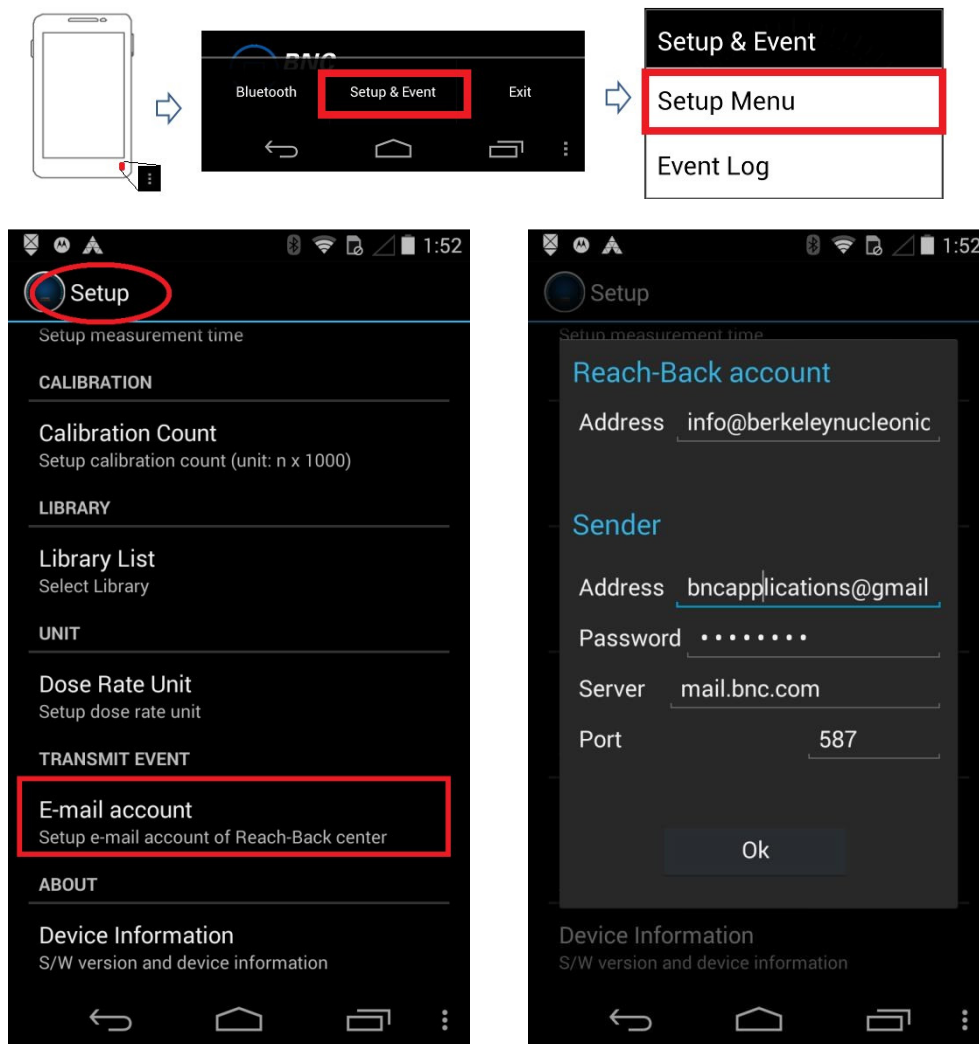 BNC
Bluetooth Setup & Event Exit
Setup & Event
Setup Menu
Event Log
1:52
Setup
Setup measurement time
CALIBRATION
Calibration Count
Setup calibration count (unit: n x 1000)
LIBRARY
Library List
Select Library
UNIT
Dose Rate Unit
Setup dose rate unit
TRANSMIT EVENT
E-mail account
Setup e-mail account of Reach-Back center
ABOUT
Device Information
S/W version and device information
1:52
Setup
Setup measurement time
Reach-Back account
Address info@berkeleynucleonic
Sender
Address bncapplications@gmail
Password ••••••••
Server mail.bnc.com
Port 587
Ok
Device Information
S/W version and device information